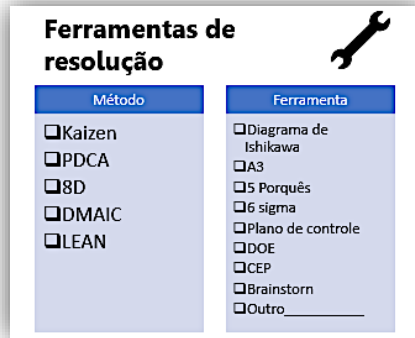 Ferramentas de
resolução
Método
❑Kaizen
❑PDCA
❑8D
❑DMAIC
❑LEAN
Ferramenta
❑Diagrama de
Ishikawa
❑A3
❑5 Porquês
❑6 sigma
❑Plano de controle
❑DOE
❑CEP
❑Brainstorn
❑Outro__________